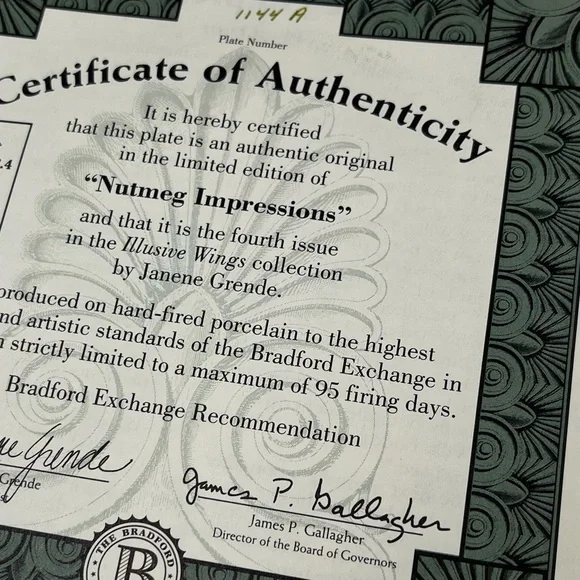 1144 A
Plate Number
Certificate of Authenticity
.4
It is hereby certified
that this plate is an authentic original
in the limited edition of
“Nutmeg Impressions”
and that it is the fourth issue
in the Illusive Wings collection
by Janene Grende.
produced on hard-fired porcelain to the highest
nd artistic standards of the Bradford Exchange in
strictly limited to a maximum of 95 firing days.
Bradford Exchange Recommendation
ne Grende
Grende
James P. Gallagher
James P. Gallagher
Director of the Board of Governors
THE BRADFORD
B